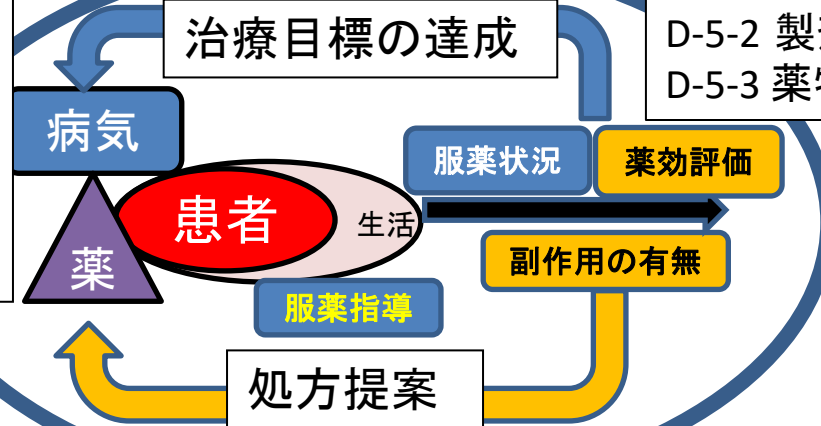 治療目標の達成
D-5-2 製
D-5-3 薬
病気
服薬状況
薬効評価
患者
生活
薬
副作用の有無
服薬指導
処方提案